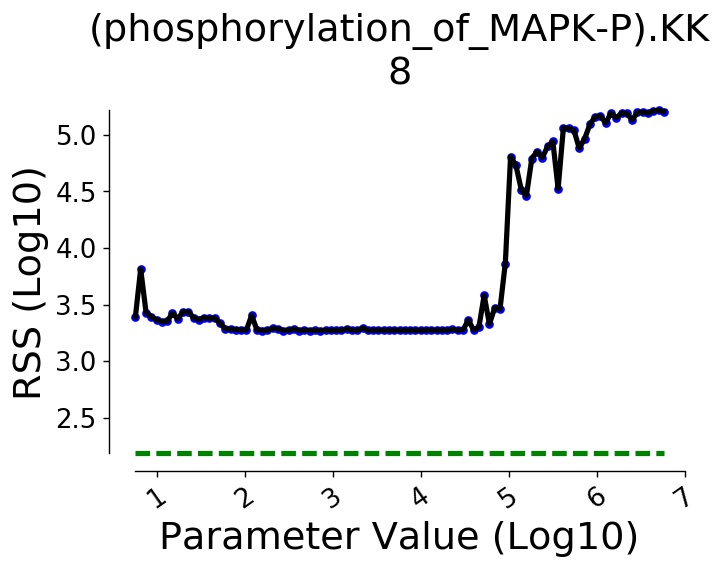 (phosphorylation_of_MAPK-P).KK
8
5.0
4.5
4.0
3.5
3.0
2.5
RSS (Log10)
1 2 3 4 5 6 7
Parameter Value (Log10)